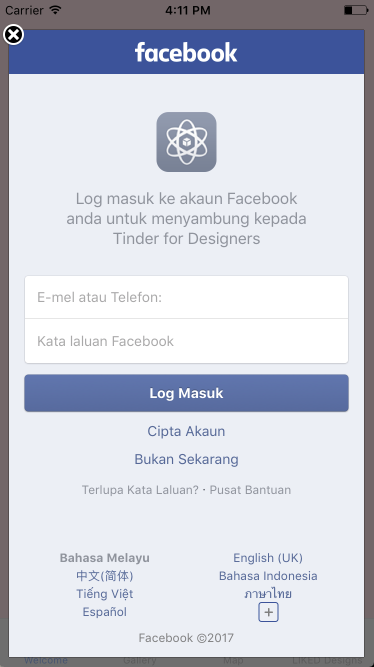 Carrier 4:11 PM
facebook
Log masuk ke akaun Facebook
anda untuk menyambung kepada
Tinder for Designers
E-mel atau Telefon:
Kata laluan Facebook
Log Masuk
Cipta Akaun
Bukan Sekarang
Terlupa Kata Laluan? · Pusat Bantuan
Bahasa Melayu English (UK)
中文(简体) Bahasa Indonesia
Tiếng Việt ภาษาไทย
Español
Facebook ©2017
Welcome Gallery Map LIKED Designs